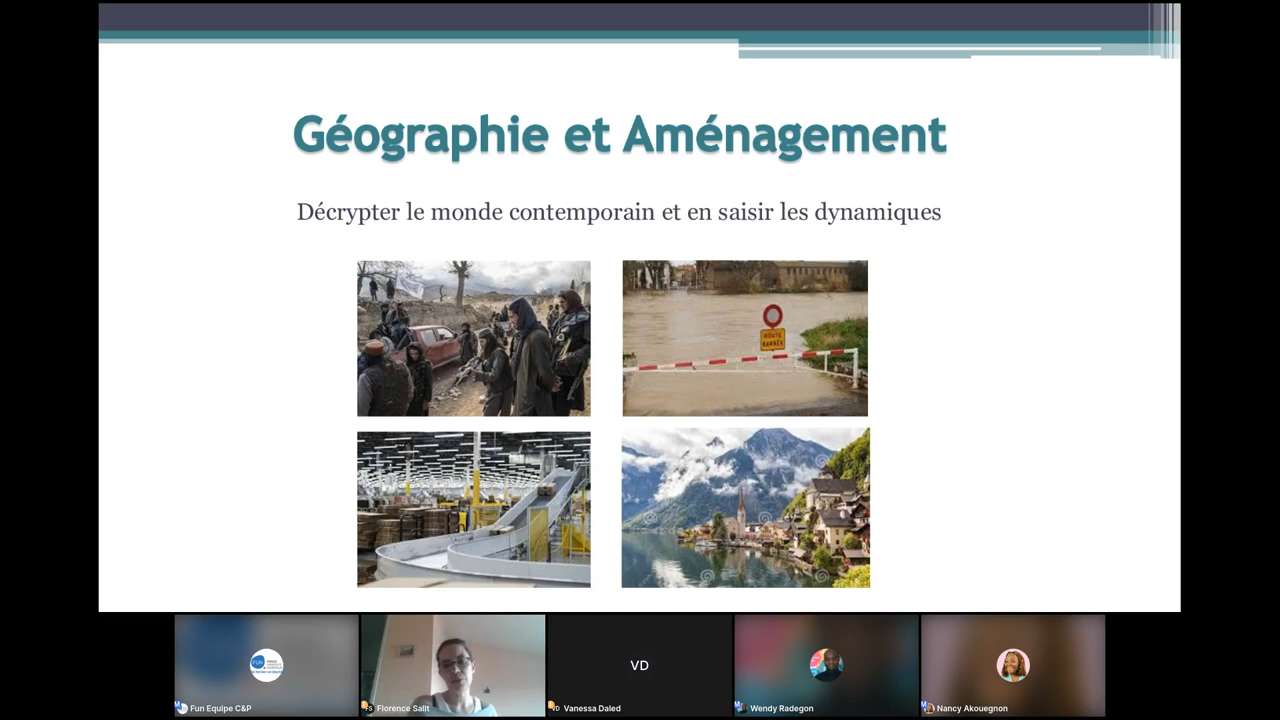 Géographie et Aménagement
Décrypter le monde contemporain et en saisir les dynamiques
ROUTE
BARRÉE
FUN
VD
Fun Equipe C&P
Florence Salit
Vanessa Daled
Wendy Radegon
Nancy Akouegnon